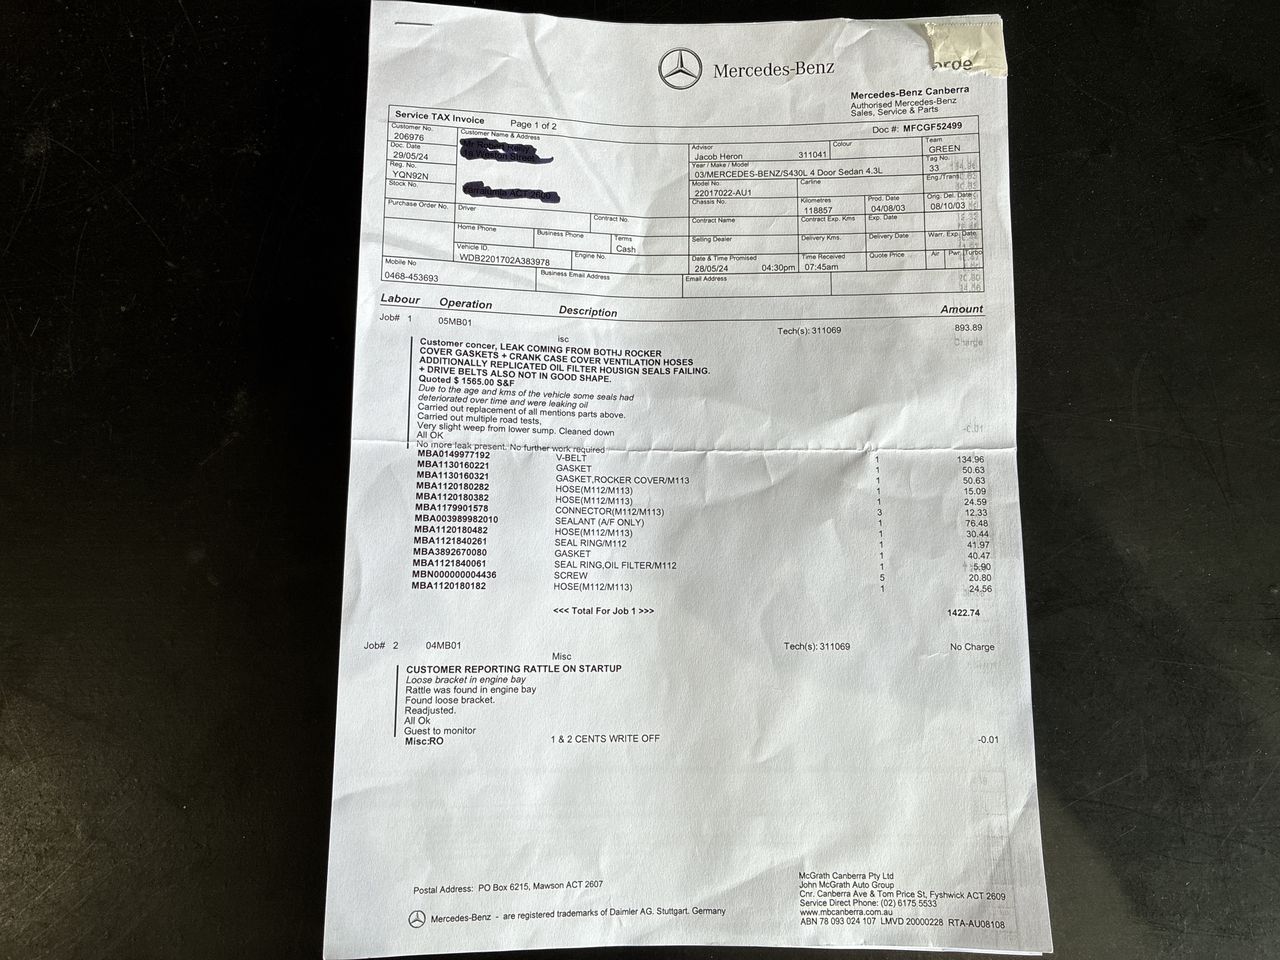 Mercedes-Benz
orge
Mercedes-Benz Canberra
Authorised Mercedes-Benz
Sales, Service & Parts
Service TAX Invoice Page 1 of 2
Doc #: MFCGF52499
Customer No.
206976
Customer Name & Address
Doc. Date
29/05/24
Reg. No.
YQN92N
Stock No.
Advisor
Jacob Heron 311041
Colour
Team
GREEN
Year / Make / Model
03/MERCEDES-BENZ/S430L 4 Door Sedan 4.3L
Tag No.
33
Model No.
22017022-AU1
Carline
Eng./Trans.
Chassis No.
Kilometres
118857
Prod. Date
04/08/03
Orig. Del. Date
08/10/03
Purchase Order No.
Driver
Contract No.
Contract Name
Contract Exp. Kms
Exp. Date
Home Phone
Business Phone
Terms
Cash
Selling Dealer
Delivery Kms.
Delivery Date
Warr. Exp. Date
Vehicle ID.
WDB2201702A383978
Engine No.
Date & Time Promised
28/05/24 04:30pm
Time Received
07:45am
Quote Price
Air Pwr Turbo
Mobile No
0468-453693
Business Email Address
Email Address
Labour Operation Description Amount
Job# 1 05MB01 Tech(s): 311069 893.89
isc
Customer concer, LEAK COMING FROM BOTHJ ROCKER
COVER GASKETS + CRANK CASE COVER VENTILATION HOSES
ADDITIONALLY REPLICATED OIL FILTER HOUSIGN SEALS FAILING.
+ DRIVE BELTS ALSO NOT IN GOOD SHAPE.
Quoted $ 1565.00 S&F
Due to the age and kms of the vehicle some seals had
deteriorated over time and were leaking oil
Carried out replacement of all mentions parts above.
Carried out multiple road tests,
Very slight weep from lower sump. Cleaned down
All OK
No more leak present. No further work required
MBA0149977192 V-BELT 1 134.96
MBA1130160221 GASKET 1 50.63
MBA1130160321 GASKET,ROCKER COVER/M113 1 50.63
MBA1120180282 HOSE(M112/M113) 1 15.09
MBA1120180382 HOSE(M112/M113) 1 24.59
MBA1179901578 CONNECTOR(M112/M113) 3 12.33
MBA003989982010 SEALANT (A/F ONLY) 1 76.48
MBA1120180482 HOSE(M112/M113) 1 30.44
MBA1121840261 SEAL RING/M112 1 41.97
MBA3892670080 GASKET 1 40.47
MBA1121840061 SEAL RING,OIL FILTER/M112 1 5.90
MBN000000004436 SCREW 5 20.80
MBA1120180182 HOSE(M112/M113) 1 24.56
<<< Total For Job 1 >>> 1422.74
Job# 2 04MB01 Tech(s): 311069 No Charge
Misc
CUSTOMER REPORTING RATTLE ON STARTUP
Loose bracket in engine bay
Rattle was found in engine bay
Found loose bracket.
Readjusted.
All Ok
Guest to monitor
Misc:RO 1 & 2 CENTS WRITE OFF -0.01
Postal Address: PO Box 6215, Mawson ACT 2607
Mercedes-Benz - are registered trademarks of Daimler AG. Stuttgart. Germany
McGrath Canberra Pty Ltd
John McGrath Auto Group
Cnr. Canberra Ave & Tom Price St, Fyshwick ACT 2609
Service Direct Phone: (02) 6175 5533
www.mbcanberra.com.au
ABN 78 093 024 107 LMVD 20000228 RTA-AU08108